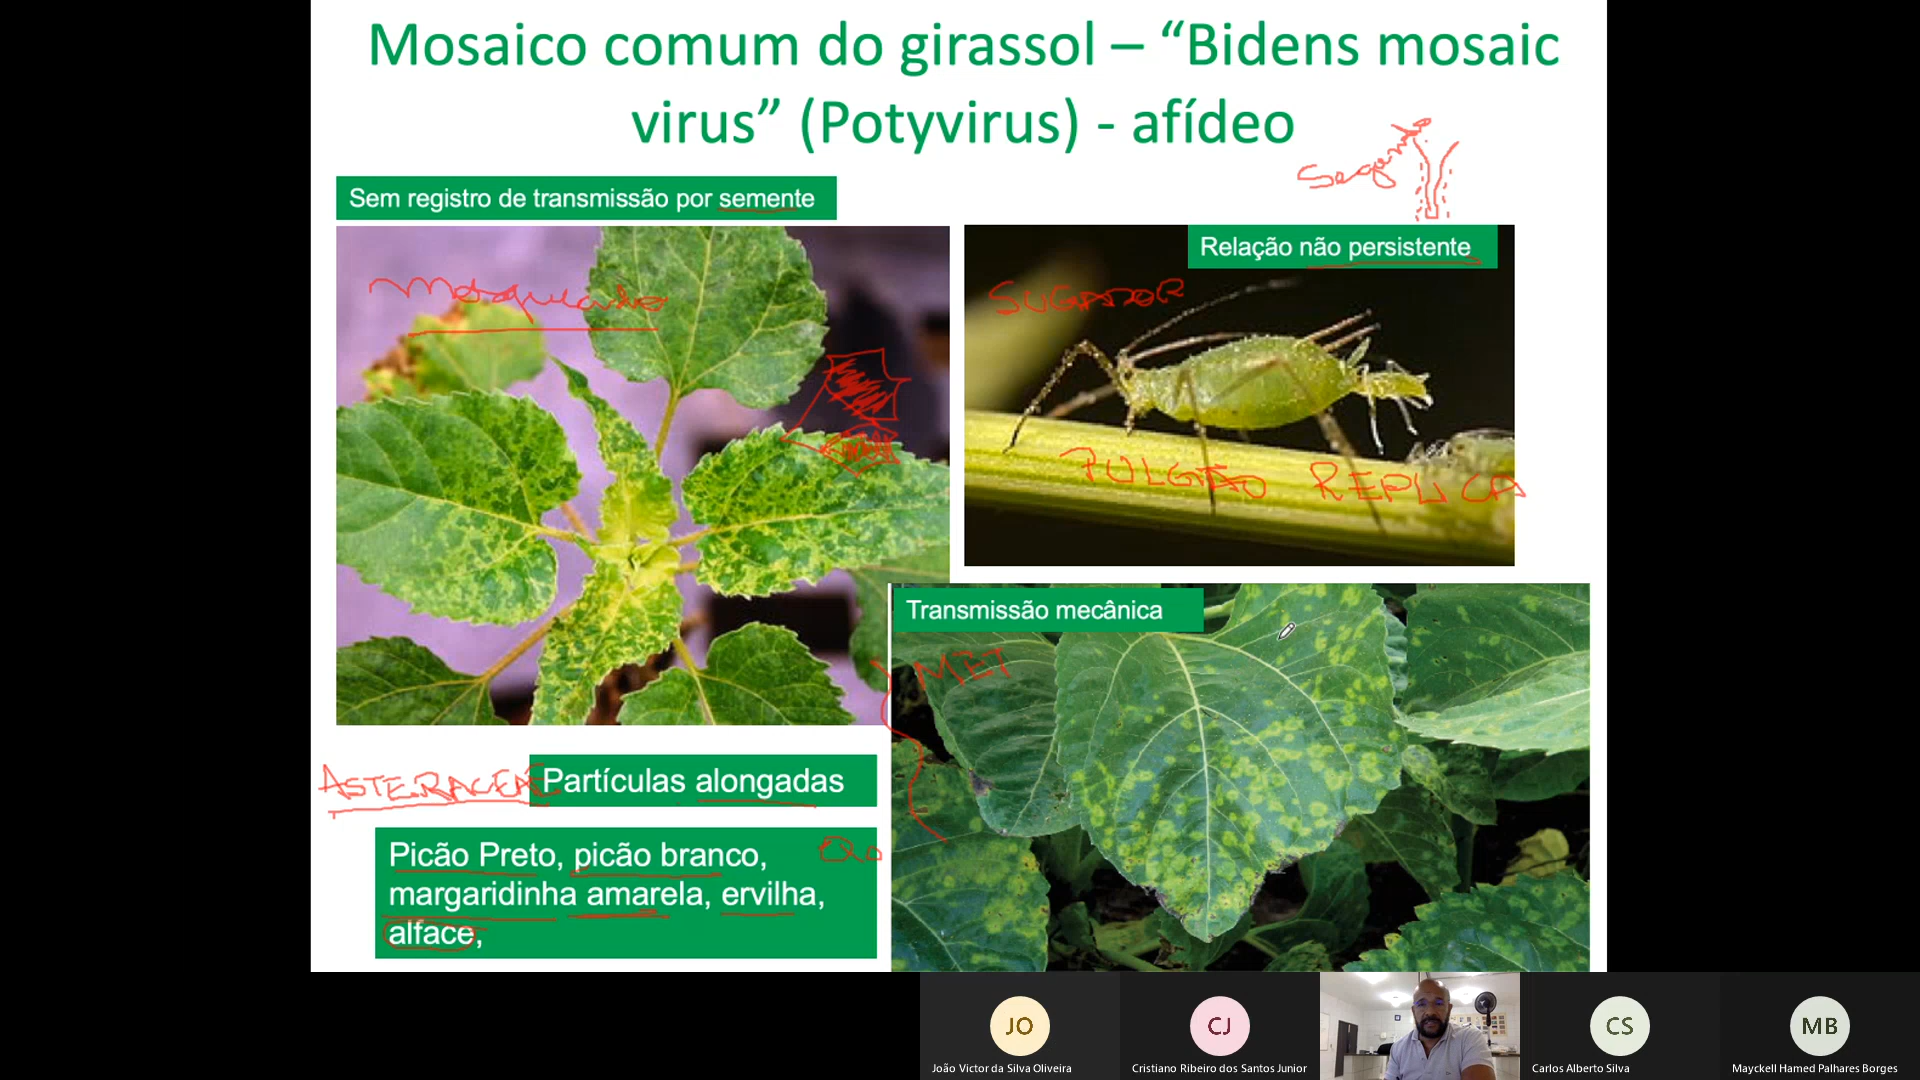 Mosaico comum do girassol – “Bidens mosaic
virus” (Potyvirus) - afídeo
Sem registro de transmissão por semente
Relação não persistente
SUGADOR
PULGÃO REPLICA
Transmissão mecânica
MET
ASTERACEAE
Partículas alongadas
Picão Preto, picão branco,
margaridinha amarela, ervilha,
alface,
JO
CJ
CS
MB
João Victor da Silva Oliveira
Cristiano Ribeiro dos Santos Junior
Carlos Alberto Silva
Mayckell Hamed Palhares Borges